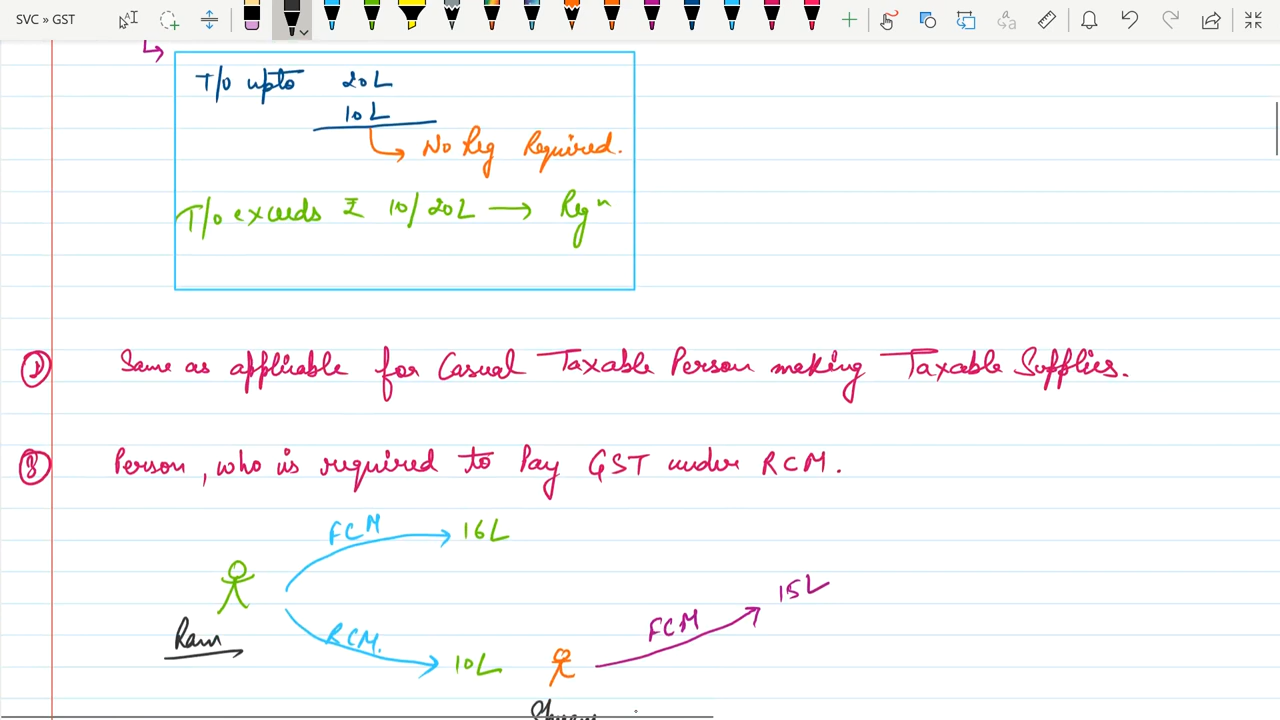 SVC » GST
T/O upto 20L
10L
No Reg Required.
T/O exceeds ₹ 10/20L → Regⁿ
Same as applicable for Casual Taxable Person making Taxable Supplies.
Person, who is required to Pay GST under RCM.
FCM 16L
15L
FCM
Ram
RCM. 10L